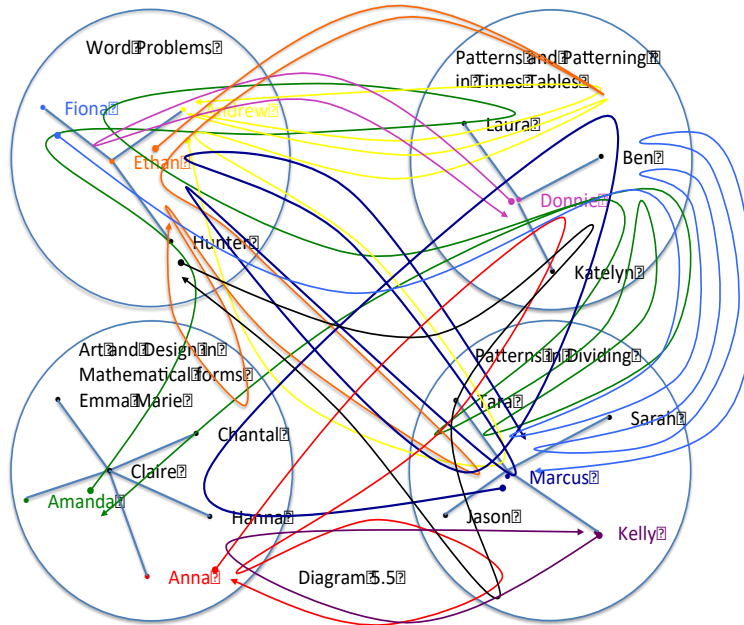 Word Problems
Patterns and Patterning
in Times Tables
Fiona
Andrew
Ethan
Hunter
Laura
Ben
Donnie
Katelyn
Art and Design in
Mathematical forms
Emma Marie
Chantal
Claire
Amanda
Hanna
Anna
Patterns in Dividing
Tara
Sarah
Marcus
Jason
Kelly
Diagram 5.5